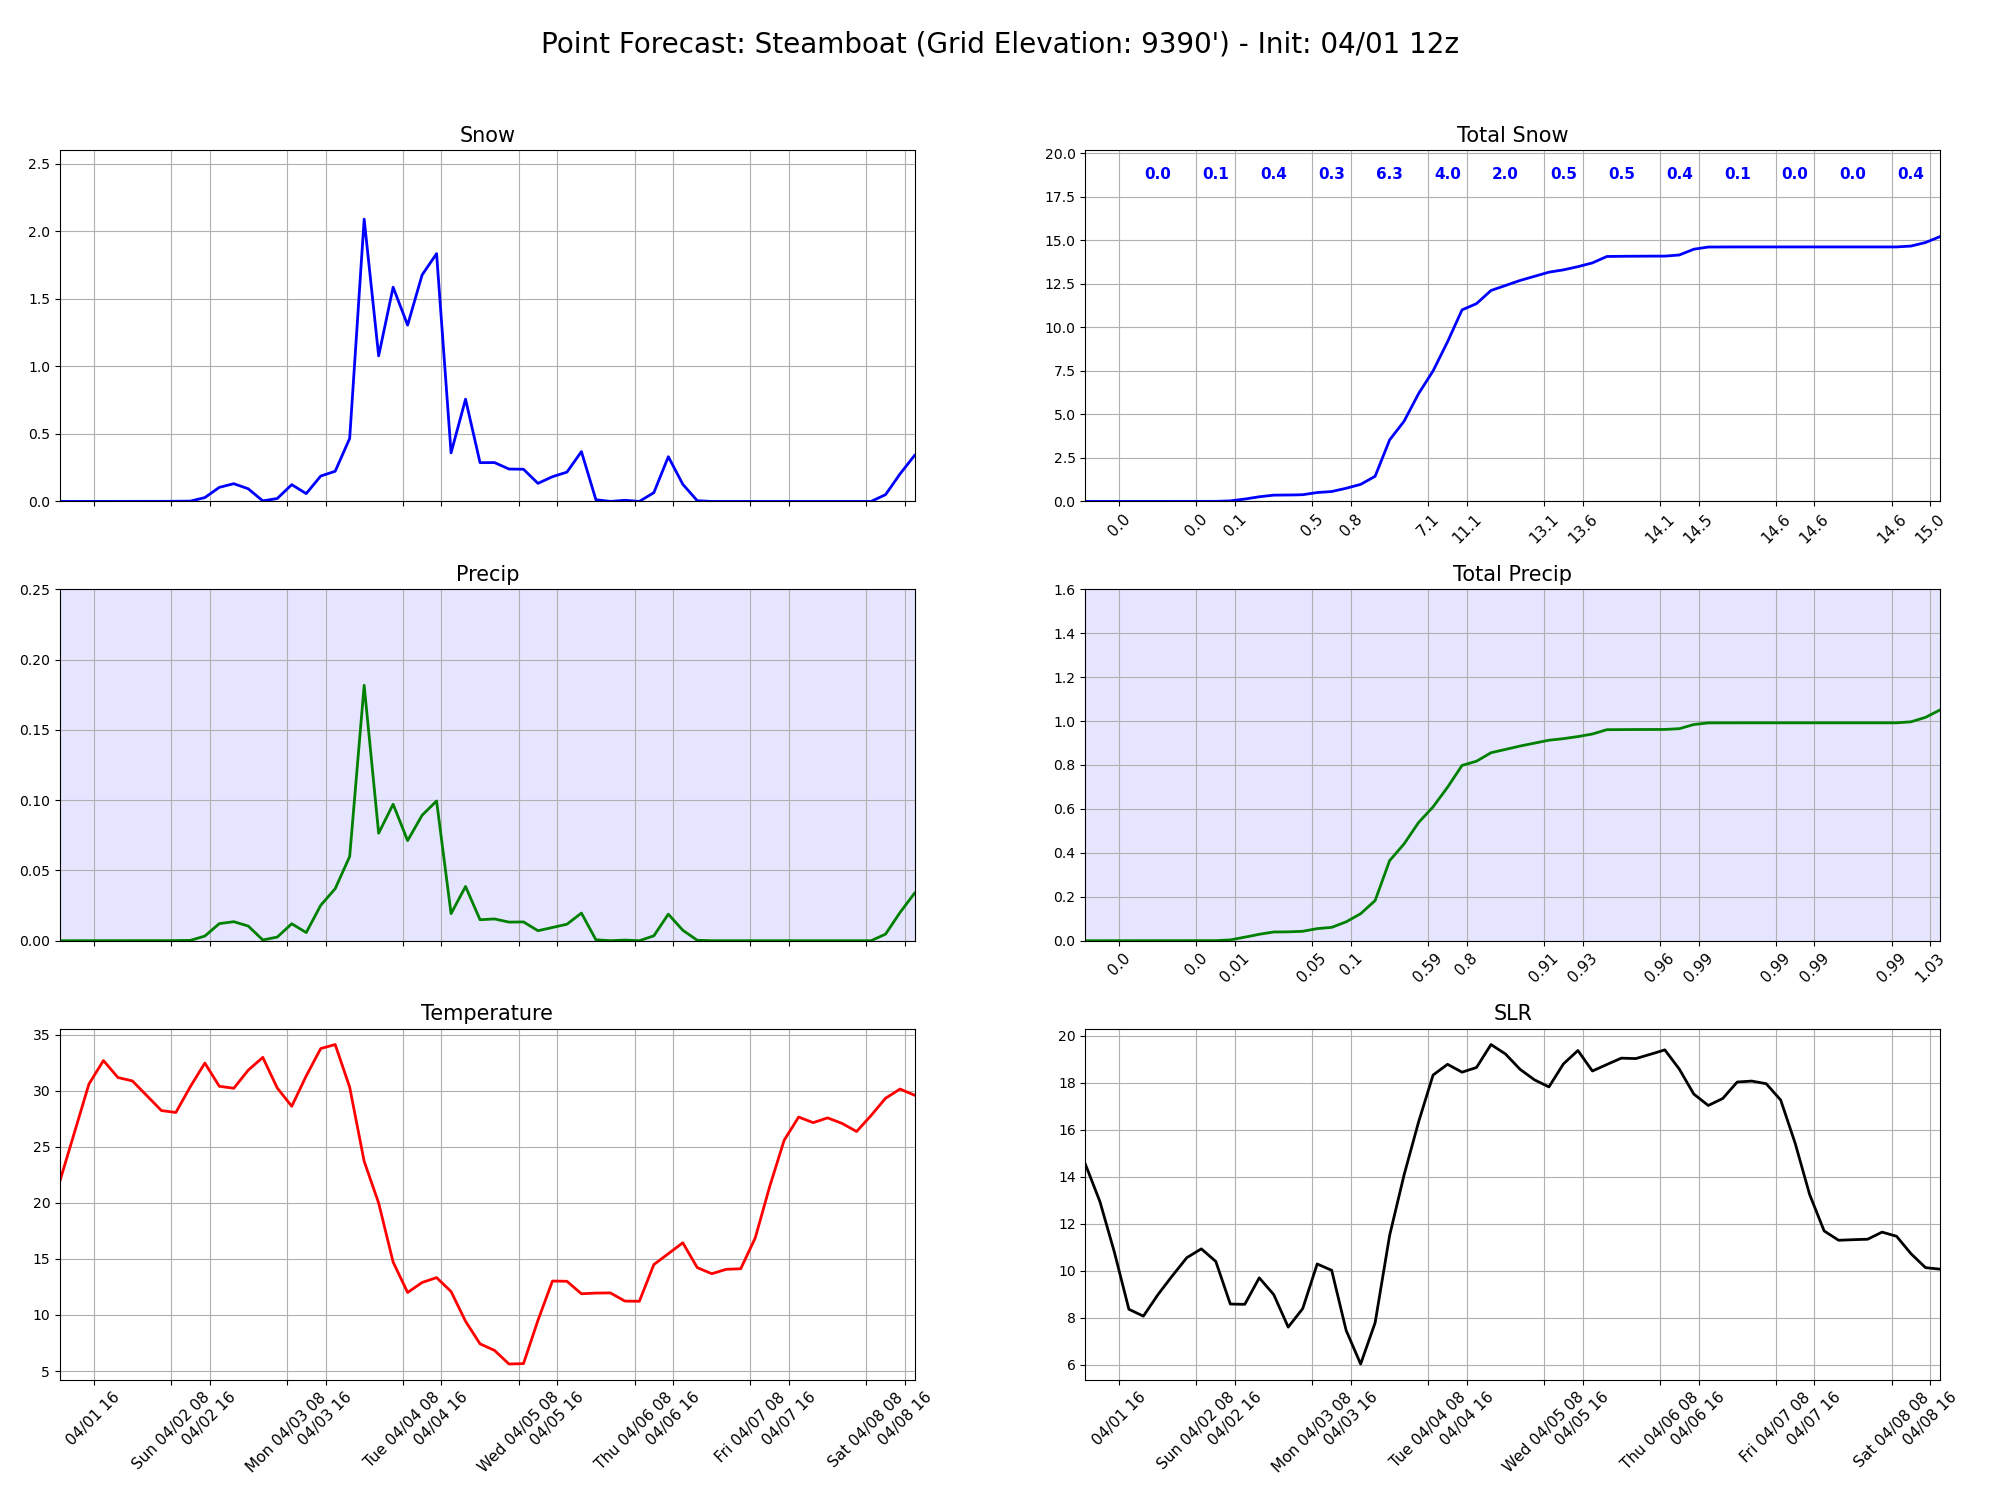 Point Forecast: Steamboat (Grid Elevation: 9390') - Init: 04/01 12z
Snow
2.5
2.0
1.5
1.0
0.5
0.0
Total Snow
20.0
17.5
15.0
12.5
10.0
7.5
5.0
2.5
0.0
0.0 0.1 0.4 0.3 6.3 4.0 2.0 0.5 0.5 0.4 0.1 0.0 0.0 0.4
0.0 0.0 0.1 0.5 0.8 7.1 11.1 13.1 13.6 14.1 14.5 14.6 14.6 14.6 15.0
Precip
0.25
0.20
0.15
0.10
0.05
0.00
Total Precip
1.6
1.4
1.2
1.0
0.8
0.6
0.4
0.2
0.0
0.0 0.0 0.01 0.05 0.1 0.59 0.8 0.91 0.93 0.96 0.99 0.99 0.99 0.99 1.03
Temperature
35
30
25
20
15
10
5
04/01 16
Sun 04/02 08
04/02 16
Mon 04/03 08
04/03 16
Tue 04/04 08
04/04 16
Wed 04/05 08
04/05 16
Thu 04/06 08
04/06 16
Fri 04/07 08
04/07 16
Sat 04/08 08
04/08 16
SLR
20
18
16
14
12
10
8
6
04/01 16
Sun 04/02 08
04/02 16
Mon 04/03 08
04/03 16
Tue 04/04 08
04/04 16
Wed 04/05 08
04/05 16
Thu 04/06 08
04/06 16
Fri 04/07 08
04/07 16
Sat 04/08 08
04/08 16